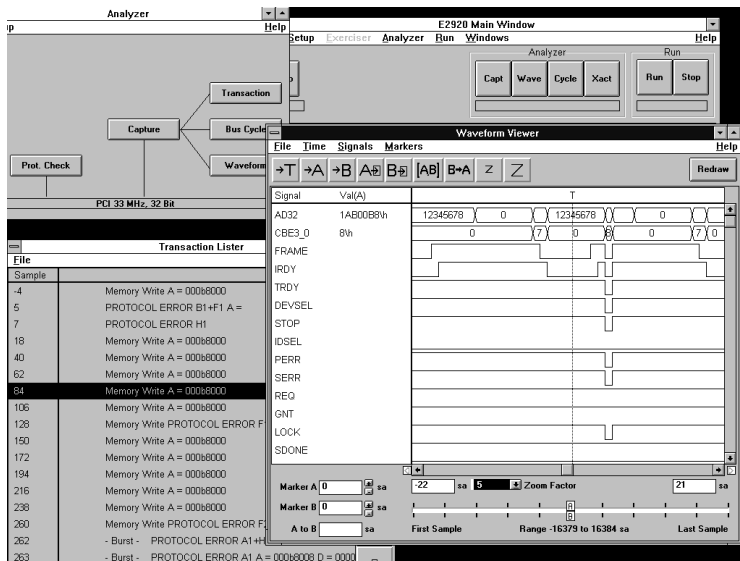 Analyzer
Help
E2920 Main Window
Setup Exerciser Analyzer Run Windows Help
Analyzer
Capt Wave Cycle Xact
Run
Run Stop
Transaction
Capture
Bus Cycle
Prot. Check
Waveform
PCI 33 MHz, 32 Bit
Transaction Lister
File
Sample
-4 Memory Write A = 000b8000
5 PROTOCOL ERROR B1+F1 A =
7 PROTOCOL ERROR H1
18 Memory Write A = 000b8000
40 Memory Write A = 000b8000
62 Memory Write A = 000b8000
84 Memory Write A = 000b8000
106 Memory Write A = 000b8000
128 Memory Write PROTOCOL ERROR F
150 Memory Write A = 000b8000
172 Memory Write A = 000b8000
194 Memory Write A = 000b8000
216 Memory Write A = 000b8000
238 Memory Write A = 000b8000
260 Memory Write PROTOCOL ERROR F
262 - Burst - PROTOCOL ERROR A1+H
263 - Burst - PROTOCOL ERROR A1 A = 000b8008 D = 0000
Waveform Viewer
File Time Signals Markers Help
→T →A →B [AB] B→A Z Z Redraw
Signal Val(A) T
AD32 1AB00B8\h 12345678 0 12345678 0
CBE3_0 8\h 0 7 0 8 0 7 0
FRAME
IRDY
TRDY
DEVSEL
STOP
IDSEL
PERR
SERR
REQ
GNT
LOCK
SDONE
Marker A 0 sa -22 sa 5 Zoom Factor 21 sa
Marker B 0 sa A B
A to B sa First Sample Range -16379 to 16384 sa Last Sample